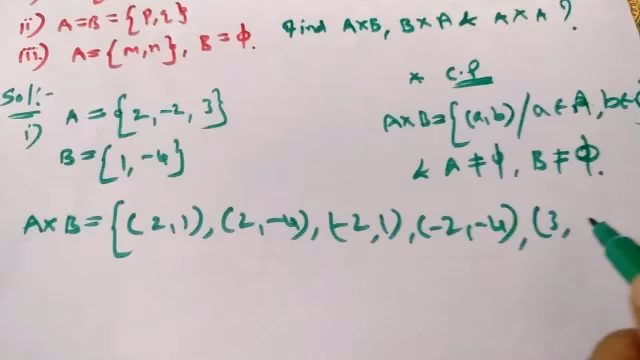 ii) A=B={P,q} Find A×B, B×A & A×A?
iii) A={m,n}, B=ϕ.
* C.P
Sol:-
i) A={2,-2,3}
B={1,-4}
A×B={(a,b)/a∈A, b∈
& A≠ϕ, B≠ϕ.
A×B={(2,1),(2,-4),(-2,1),(-2,-4),(3,